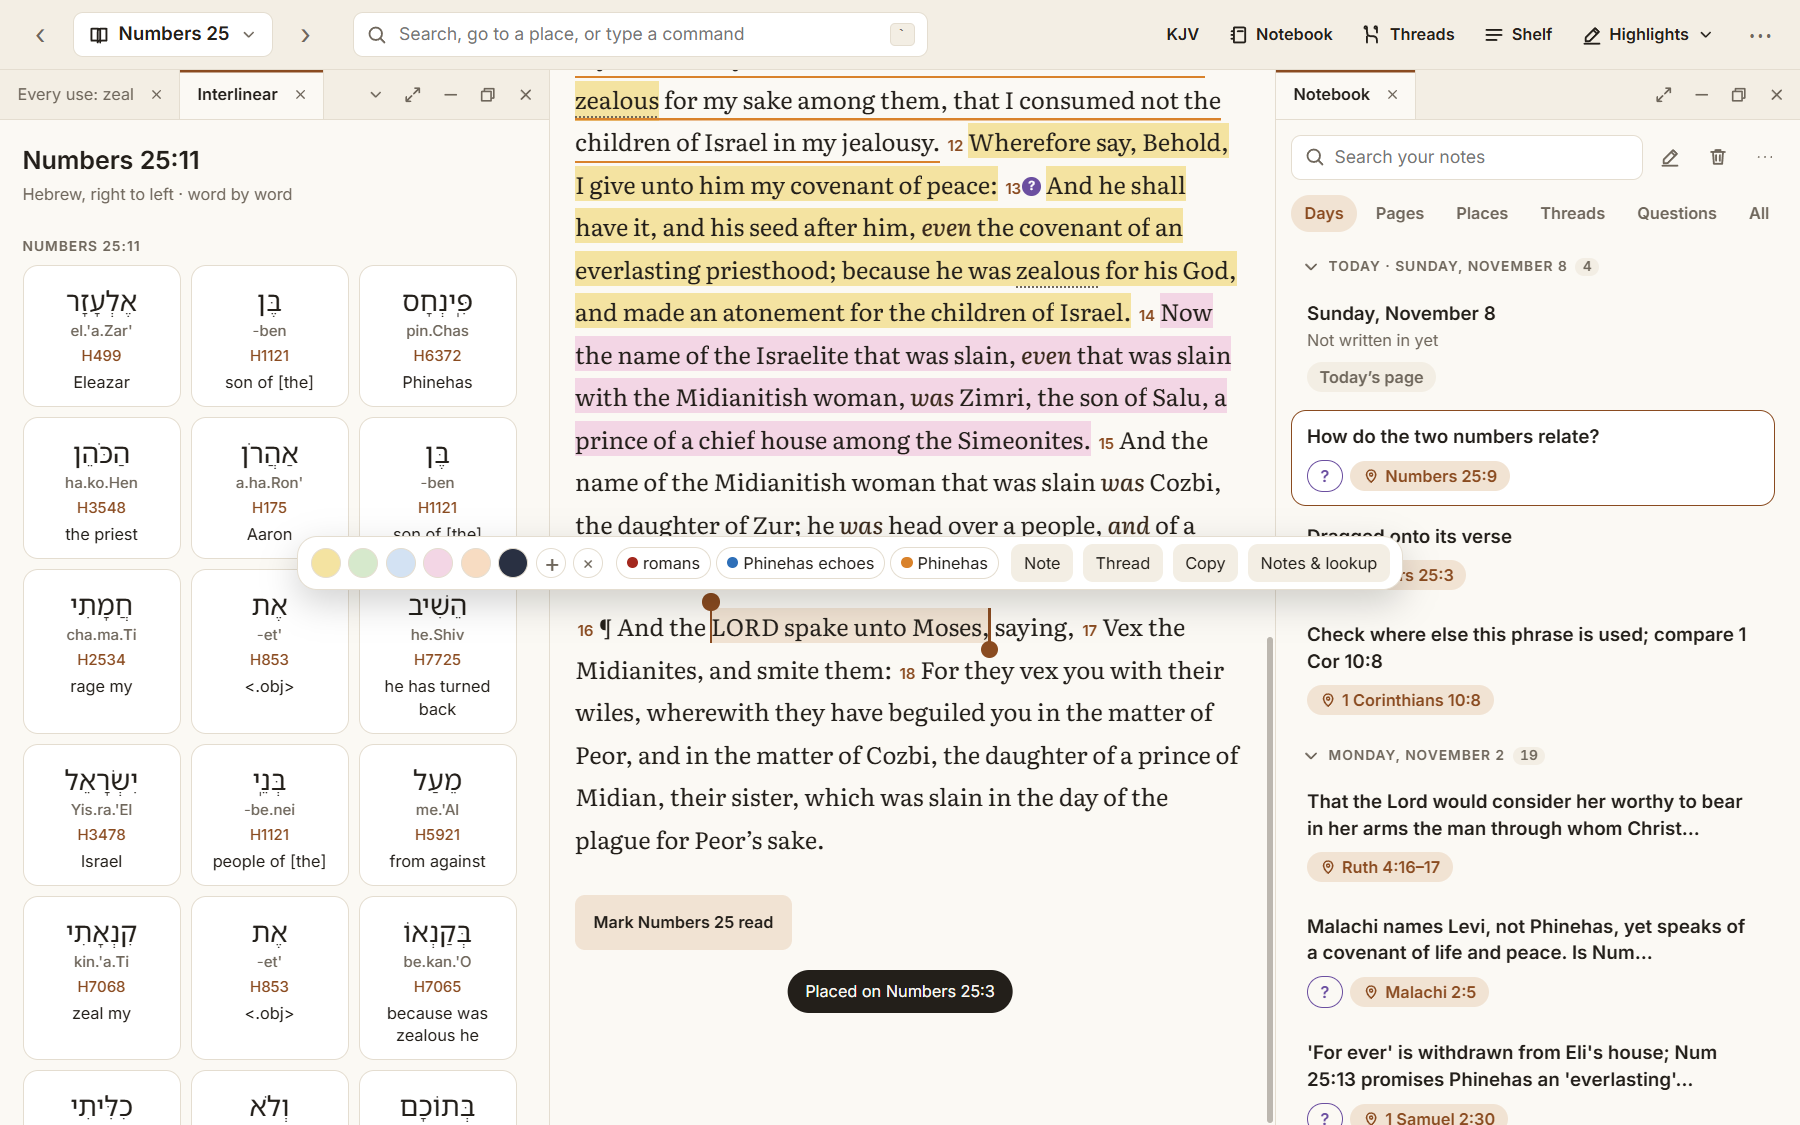 Numbers 25
Search, go to a place, or type a command
`
KJV
Notebook
Threads
Shelf
Highlights
Every use: zeal
Interlinear
Numbers 25:11
Hebrew, right to left · word by word
NUMBERS 25:11
אֶלְעָזָר
el.'a.Zar'
H499
Eleazar
בֶּן
-ben
H1121
son of [the]
פִּינְחָס
pin.Chas
H6372
Phinehas
הַכֹּהֵן
ha.ko.Hen
H3548
the priest
אַהֲרֹן
a.ha.Ron'
H175
Aaron
בֶּן
-ben
H1121
son of [the]
חֲמָתִי
cha.ma.Ti
H2534
rage my
אֶת
-et'
H853
<.obj>
הֵשִׁיב
he.Shiv
H7725
he has turned
back
יִשְׂרָאֵל
Yis.ra.'El
H3478
Israel
בְּנֵי
-be.nei
H1121
people of [the]
מֵעַל
me.'Al
H5921
from against
קִנְאָתִי
kin.'a.Ti
H7068
zeal my
אֶת
-et'
H853
<.obj>
בְּקַנְאוֹ
be.kan.'O
H7065
because was
zealous he
כִלִּיתִי
וְלֹא
בְּתוֹכָם
zealous for my sake among them, that I consumed not the
children of Israel in my jealousy. 12 Wherefore say, Behold,
I give unto him my covenant of peace: 13 ? And he shall
have it, and his seed after him, even the covenant of an
everlasting priesthood; because he was zealous for his God,
and made an atonement for the children of Israel. 14 Now
the name of the Israelite that was slain, even that was slain
with the Midianitish woman, was Zimri, the son of Salu, a
prince of a chief house among the Simeonites. 15 And the
name of the Midianitish woman that was slain was Cozbi,
the daughter of Zur; he was head over a people, and of a
romans
Phinehas echoes
Phinehas
Note
Thread
Copy
Notes & lookup
16 ¶ And the LORD spake unto Moses, saying, 17 Vex the
Midianites, and smite them: 18 For they vex you with their
wiles, wherewith they have beguiled you in the matter of
Peor, and in the matter of Cozbi, the daughter of a prince of
Midian, their sister, which was slain in the day of the
plague for Peor’s sake.
Mark Numbers 25 read
Placed on Numbers 25:3
Notebook
Search your notes
Days
Pages
Places
Threads
Questions
All
TODAY · SUNDAY, NOVEMBER 8 4
Sunday, November 8
Not written in yet
Today’s page
How do the two numbers relate?
?
Numbers 25:9
Dragged onto its verse
rs 25:3
Check where else this phrase is used; compare 1
Cor 10:8
1 Corinthians 10:8
MONDAY, NOVEMBER 2 19
That the Lord would consider her worthy to bear
in her arms the man through whom Christ...
Ruth 4:16–17
Malachi names Levi, not Phinehas, yet speaks of
a covenant of life and peace. Is Num...
?
Malachi 2:5
'For ever' is withdrawn from Eli's house; Num
25:13 promises Phinehas an 'everlasting'...
?
1 Samuel 2:30